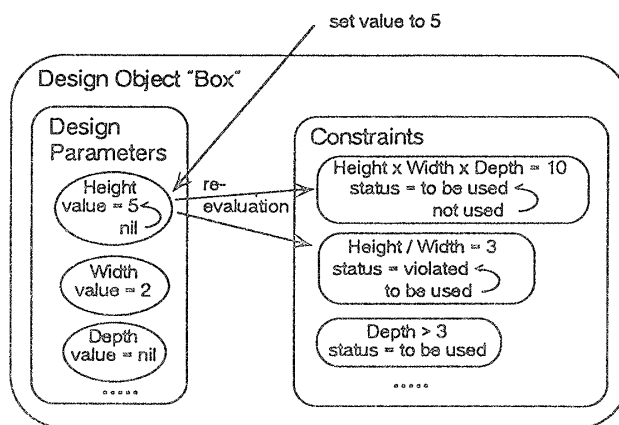 set value to 5
Design Object "Box"
Design
Parameters
Height
value = 5
nil
Width
value = 2
Depth
value = nil
.....
re-
evaluation
Constraints
Height x Width x Depth = 10
status = to be used
not used
Height / Width = 3
status = violated
to be used
Depth > 3
status = to be used
.....